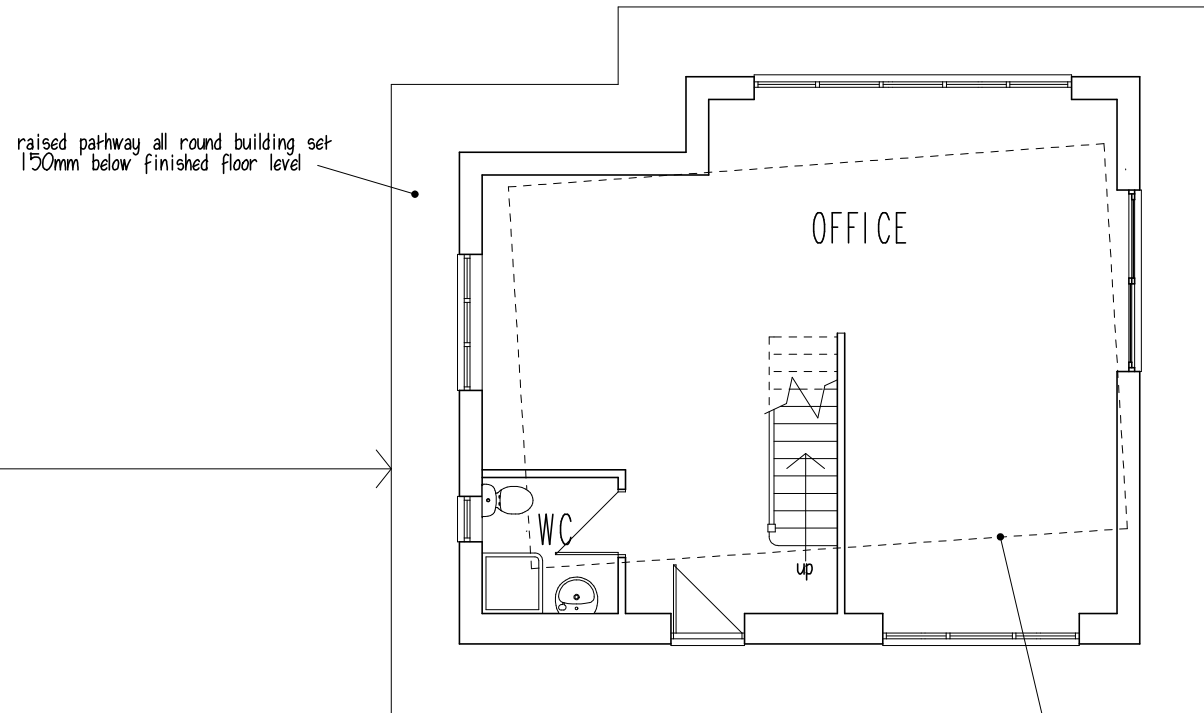 raised pathway all round building set
150mm below finished floor level
OFFICE
WC
up